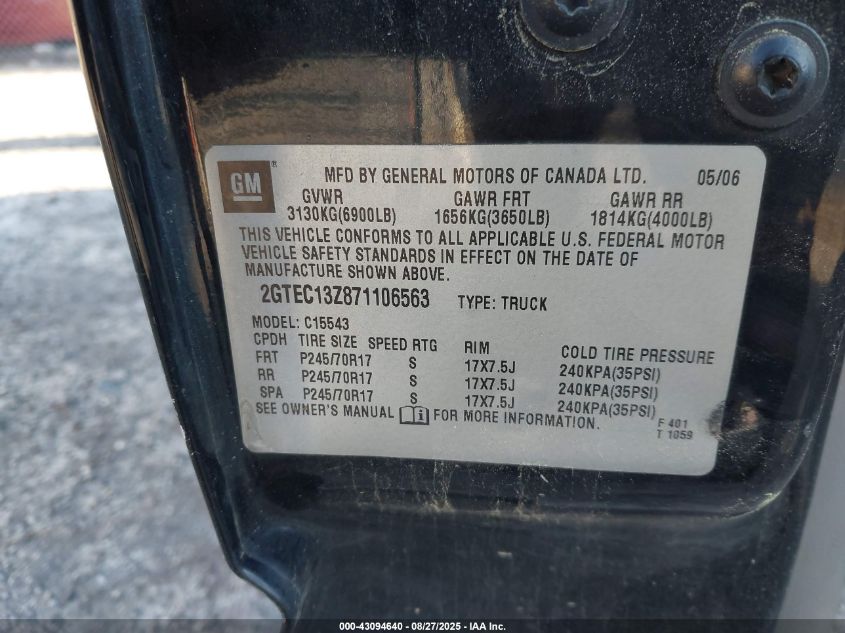 GM ® MFD BY GENERAL MOTORS OF CANADA LTD. 05/06
GVWR GAWR FRT GAWR RR
3130KG(6900LB) 1656KG(3650LB) 1814KG(4000LB)
THIS VEHICLE CONFORMS TO ALL APPLICABLE U.S. FEDERAL MOTOR
VEHICLE SAFETY STANDARDS IN EFFECT ON THE DATE OF
MANUFACTURE SHOWN ABOVE.
2GTEC13Z871106563 TYPE: TRUCK
MODEL: C15543
CPDH TIRE SIZE SPEED RTG RIM COLD TIRE PRESSURE
FRT P245/70R17 S 17X7.5J 240KPA(35PSI)
RR P245/70R17 S 17X7.5J 240KPA(35PSI)
SPA P245/70R17 S 17X7.5J 240KPA(35PSI)
SEE OWNER'S MANUAL FOR MORE INFORMATION.
F 401
T 1059
000-43094640 - 08/27/2025 - IAA Inc.